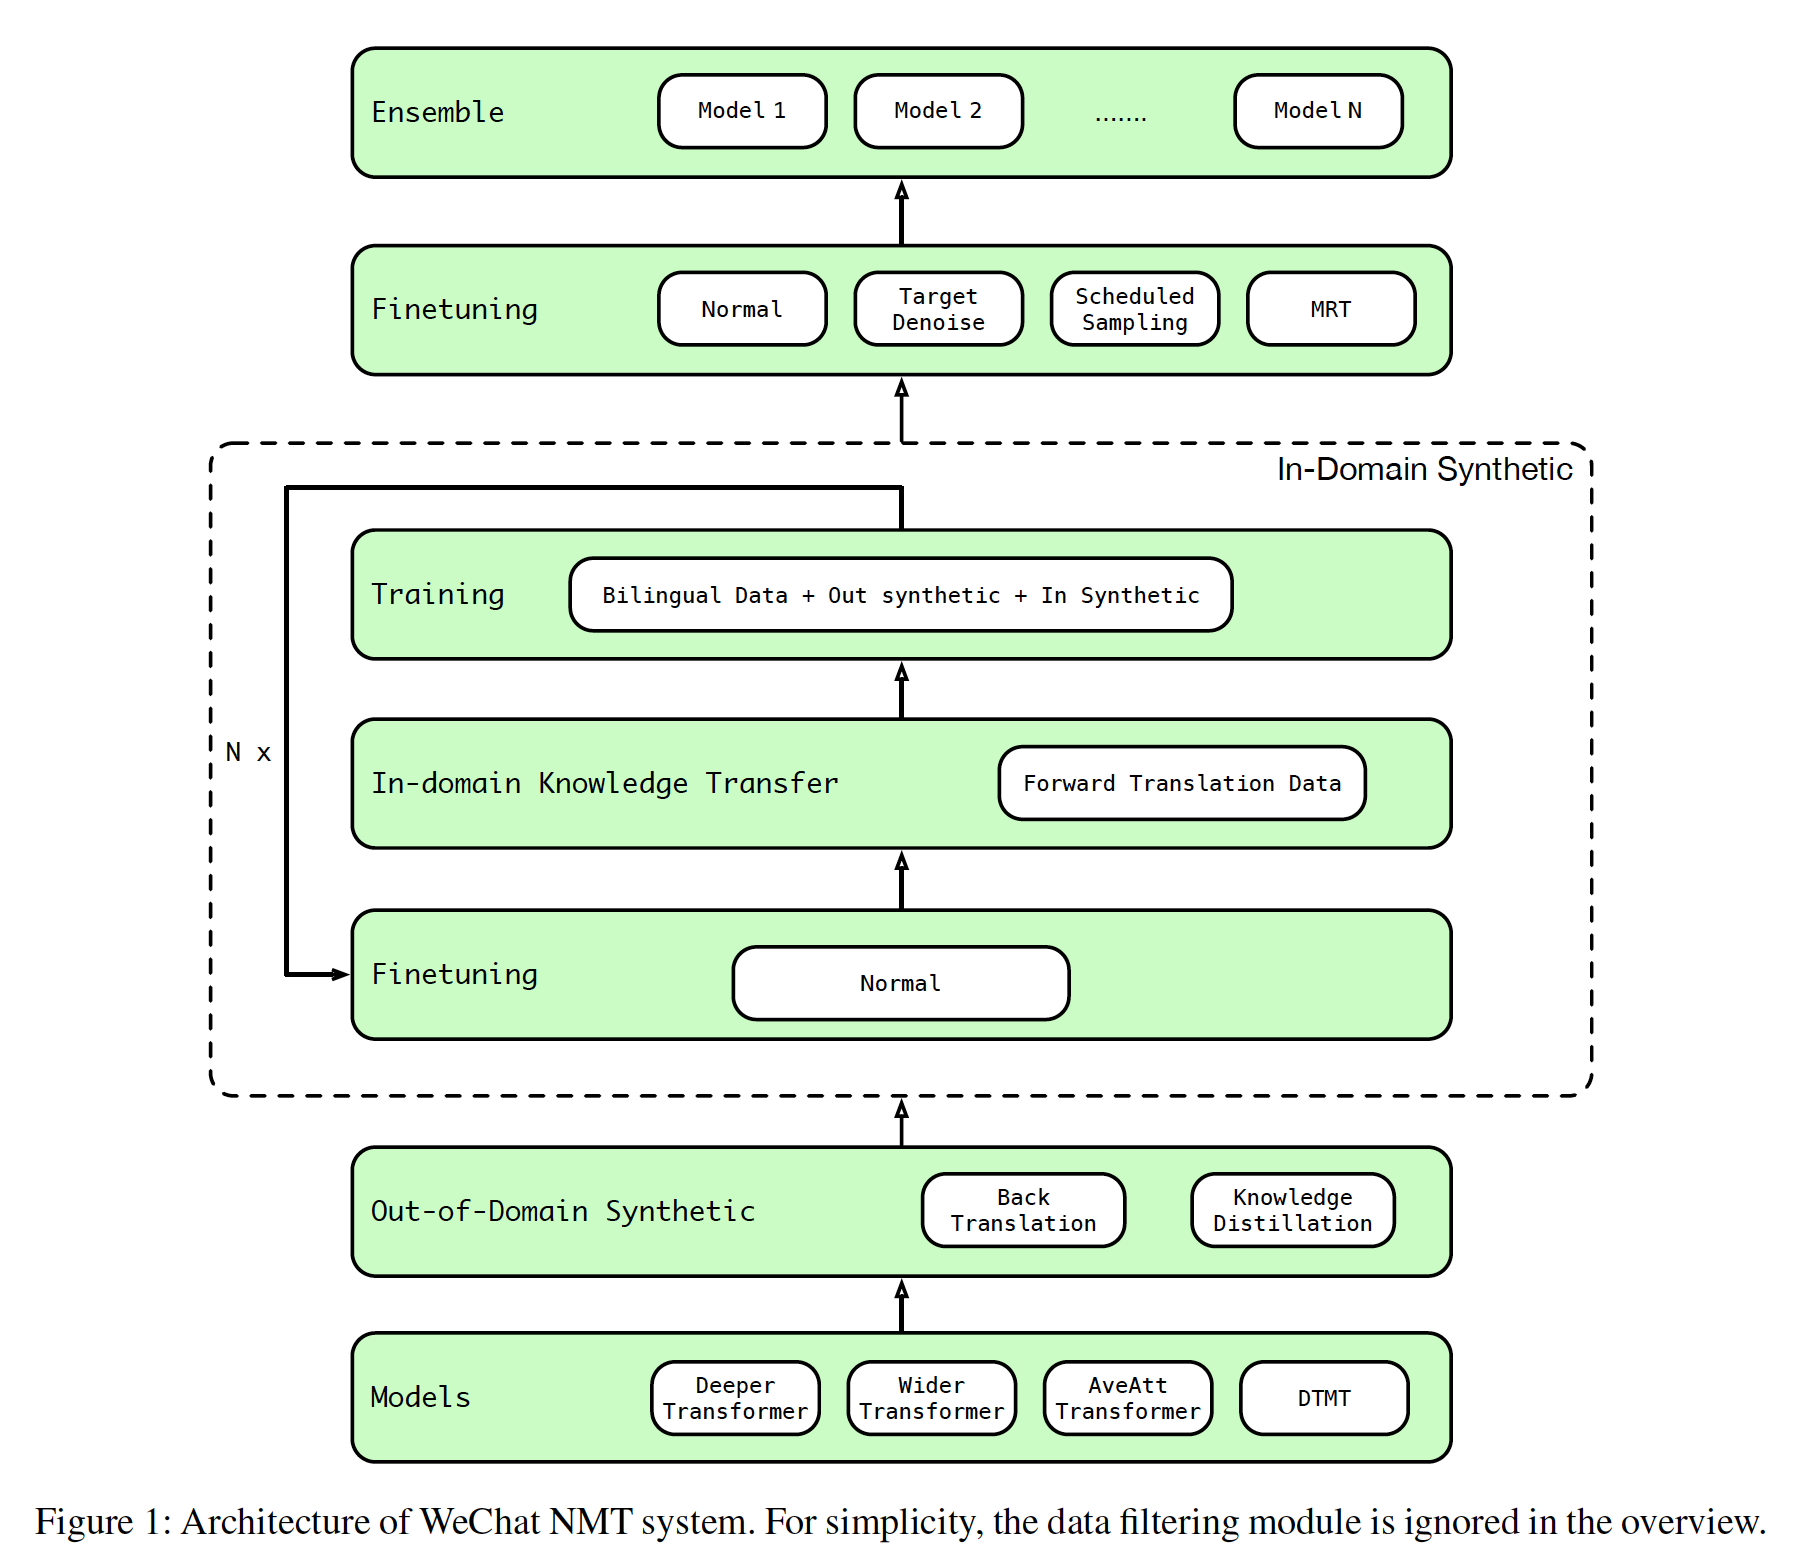 Ensemble
Model 1
Model 2
.......
Model N
Finetuning
Normal
Target
Denoise
Scheduled
Sampling
MRT
In-Domain Synthetic
Training
Bilingual Data + Out synthetic + In Synthetic
N x
In-domain Knowledge Transfer
Forward Translation Data
Finetuning
Normal
Out-of-Domain Synthetic
Back
Translation
Knowledge
Distillation
Models
Deeper
Transformer
Wider
Transformer
AveAtt
Transformer
DTMT
Figure 1: Architecture of WeChat NMT system. For simplicity, the data filtering module is ignored in the overview.